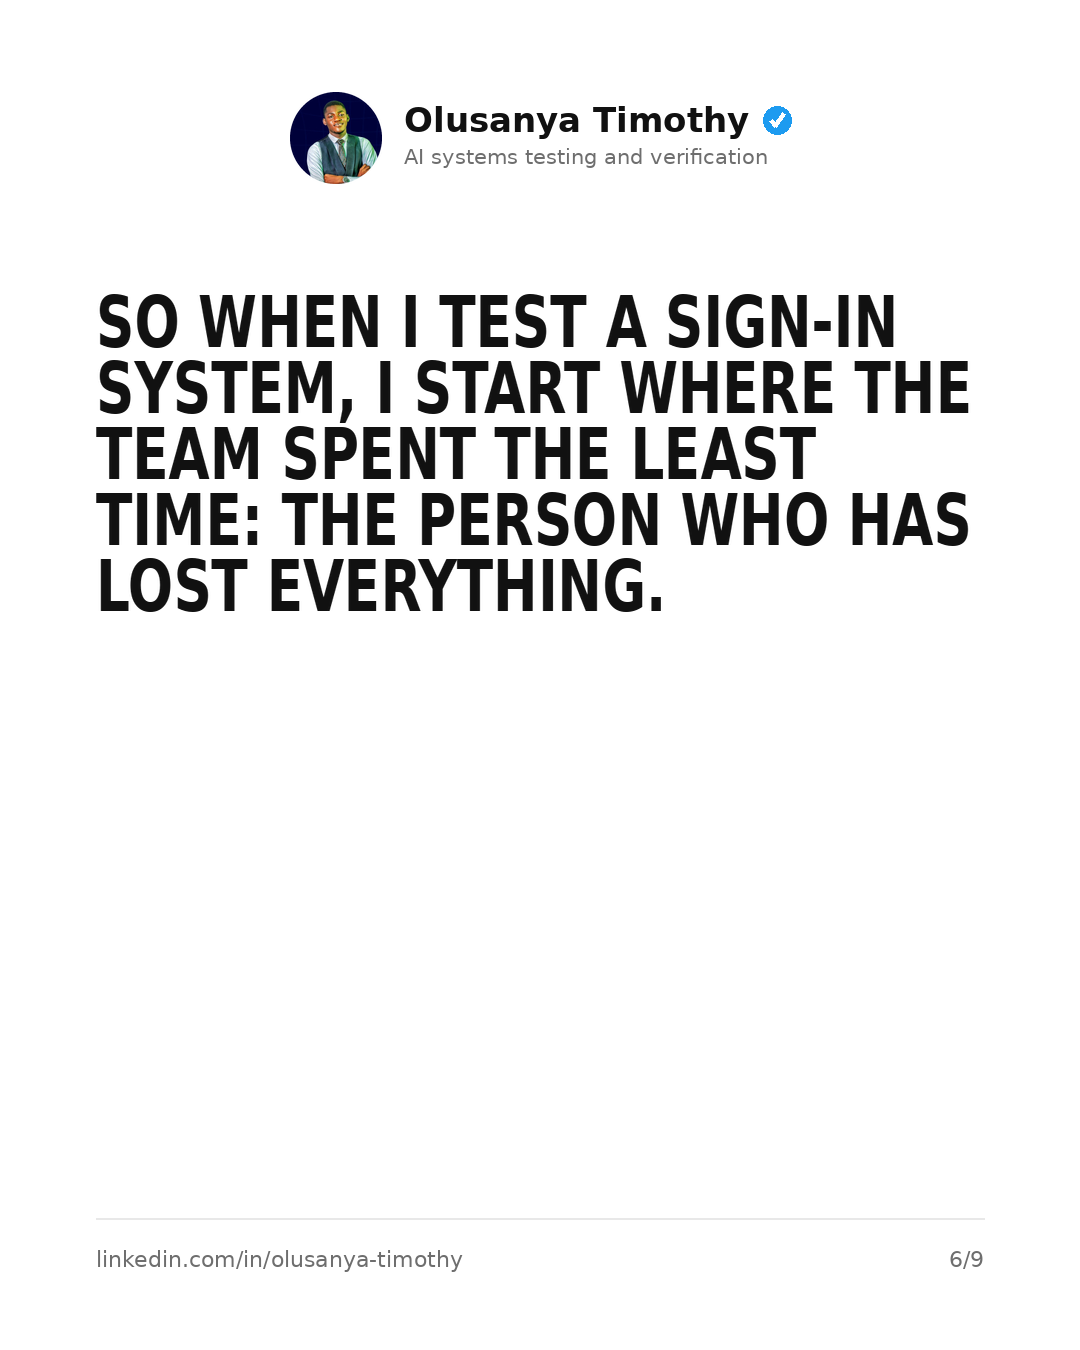 Olusanya Timothy
AI systems testing and verification
SO WHEN I TEST A SIGN-IN
SYSTEM, I START WHERE THE
TEAM SPENT THE LEAST
TIME: THE PERSON WHO HAS
LOST EVERYTHING.
linkedin.com/in/olusanya-timothy
6/9